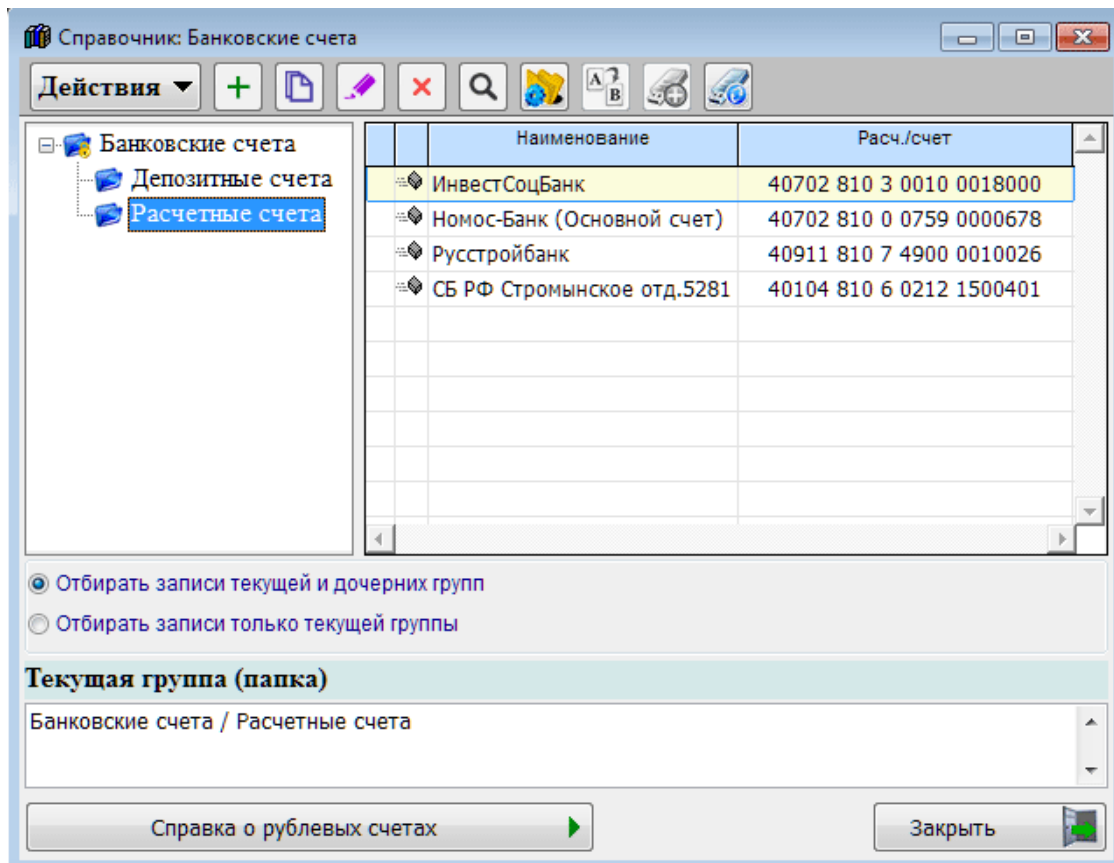 Справочник: Банковские счета
Действия
A B
Банковские счета
Депозитные счета
Расчетные счета
Наименование Расч./счет
ИнвестСоцБанк 40702 810 3 0010 0018000
Номос-Банк (Основной счет) 40702 810 0 0759 0000678
Русстройбанк 40911 810 7 4900 0010026
СБ РФ Стромынское отд.5281 40104 810 6 0212 1500401
Отбирать записи текущей и дочерних групп
Отбирать записи только текущей группы
Текущая группа (папка)
Банковские счета / Расчетные счета
Справка о рублевых счетах Закрыть